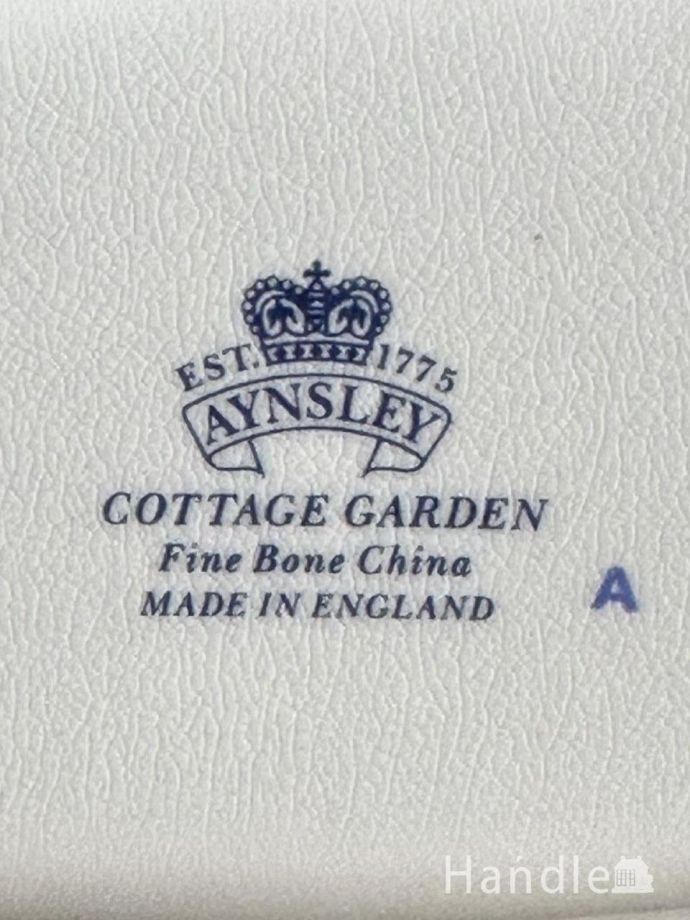 EST. 1775
AYNSLEY
COTTAGE GARDEN
Fine Bone China
MADE IN ENGLAND
A
Handle